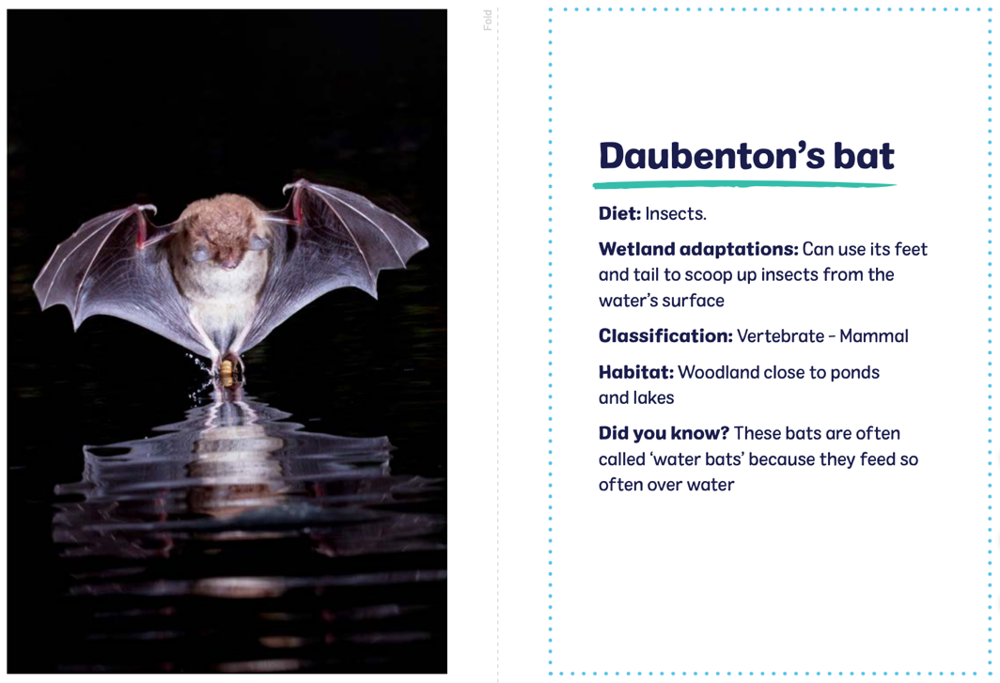 Fold
Daubenton’s bat
Diet: Insects.
Wetland adaptations: Can use its feet
and tail to scoop up insects from the
water’s surface
Classification: Vertebrate - Mammal
Habitat: Woodland close to ponds
and lakes
Did you know? These bats are often
called ‘water bats’ because they feed so
often over water